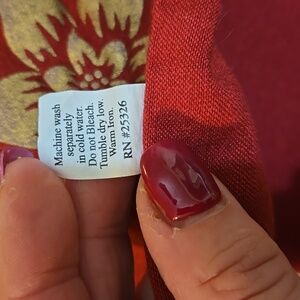 Machine wash
separately
in cold water.
Do not Bleach.
Tumble dry low.
Warm Iron.
RN #25326